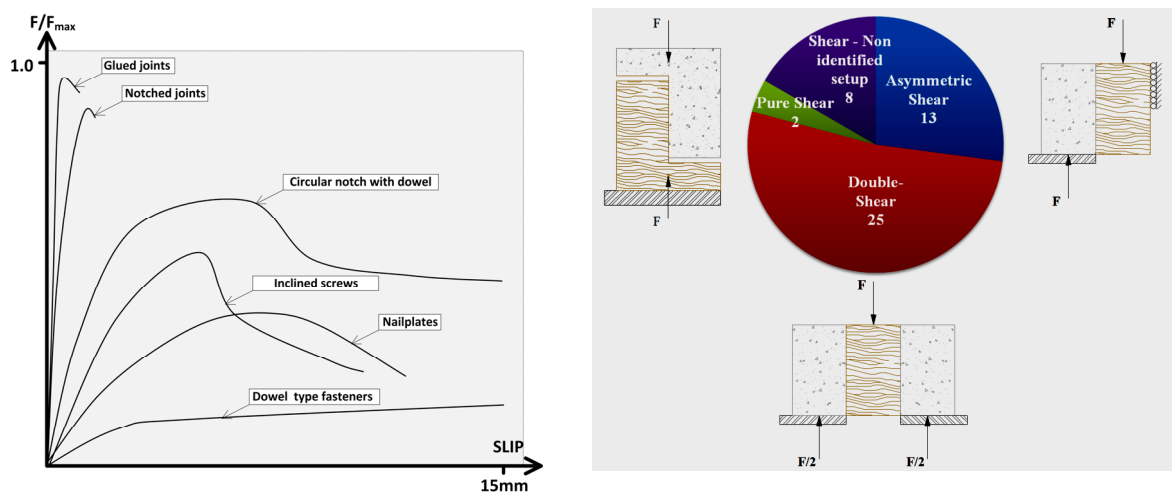 F/Fmax
1.0
Glued joints
Notched joints
Circular notch with dowel
Inclined screws
Nailplates
Dowel type fasteners
SLIP
15mm
F
F
Shear - Non
identified
setup
8
Pure Shear
2
Asymmetric
Shear
13
Double-
Shear
25
F
F
F
F/2
F/2